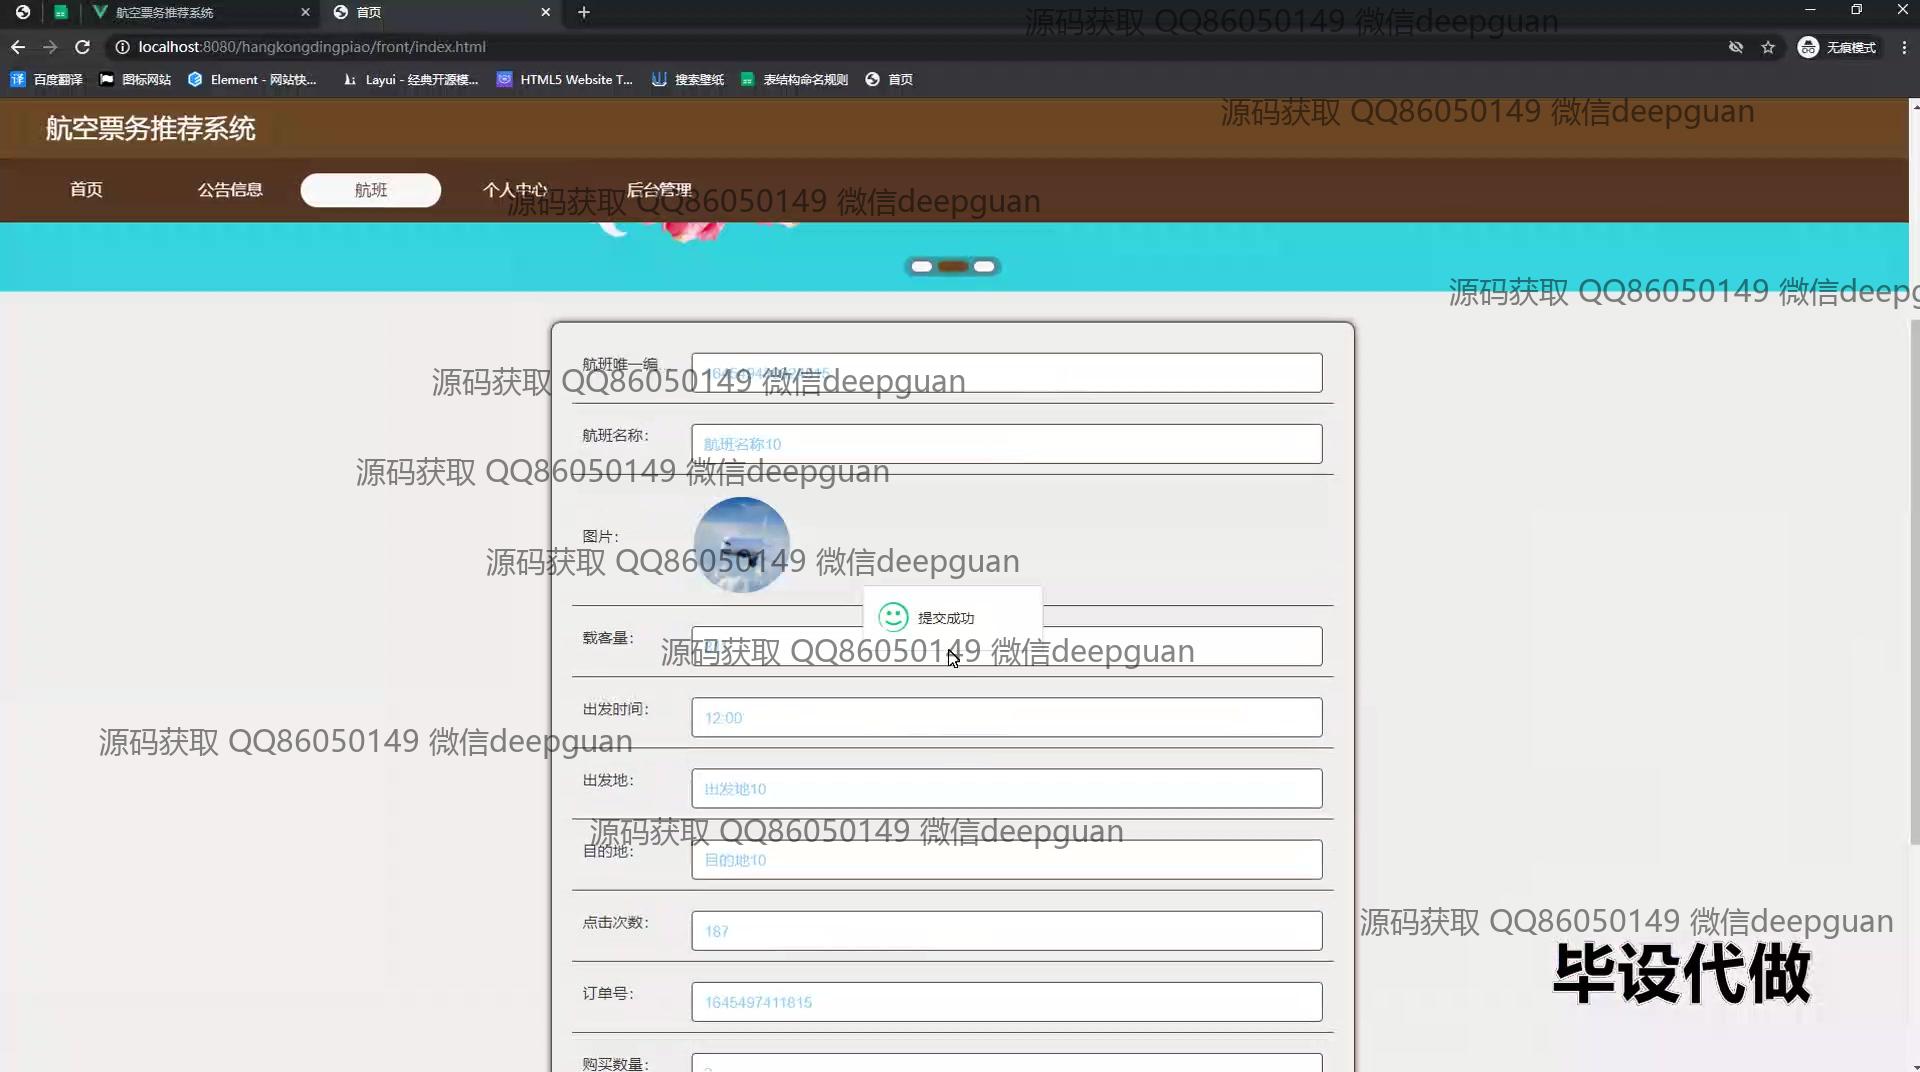 航空票务推荐系统
首页
localhost:8080/hangkongdingpiao/front/index.html
无痕模式
百度翻译
图标网站
Element - 网站快...
Layui - 经典开源模...
HTML5 Website T...
搜索壁纸
表结构命名规则
首页
源码获取 QQ86050149 微信deepguan
源码获取 QQ86050149 微信deepguan
航空票务推荐系统
首页
公告信息
航班
个人中心
后台管理
源码获取 QQ86050149 微信deepguan
源码获取 QQ86050149 微信deepg
航班唯一编
源码获取 QQ86050149 微信deepguan
航班名称:
航班名称10
源码获取 QQ86050149 微信deepguan
图片:
源码获取 QQ86050149 微信deepguan
提交成功
载客量:
源码获取 QQ86050149 微信deepguan
出发时间:
12:00
源码获取 QQ86050149 微信deepguan
出发地:
出发地10
源码获取 QQ86050149 微信deepguan
目的地:
目的地10
点击次数:
187
源码获取 QQ86050149 微信deepguan
毕设代做
订单号:
1645497411815
购买数量: